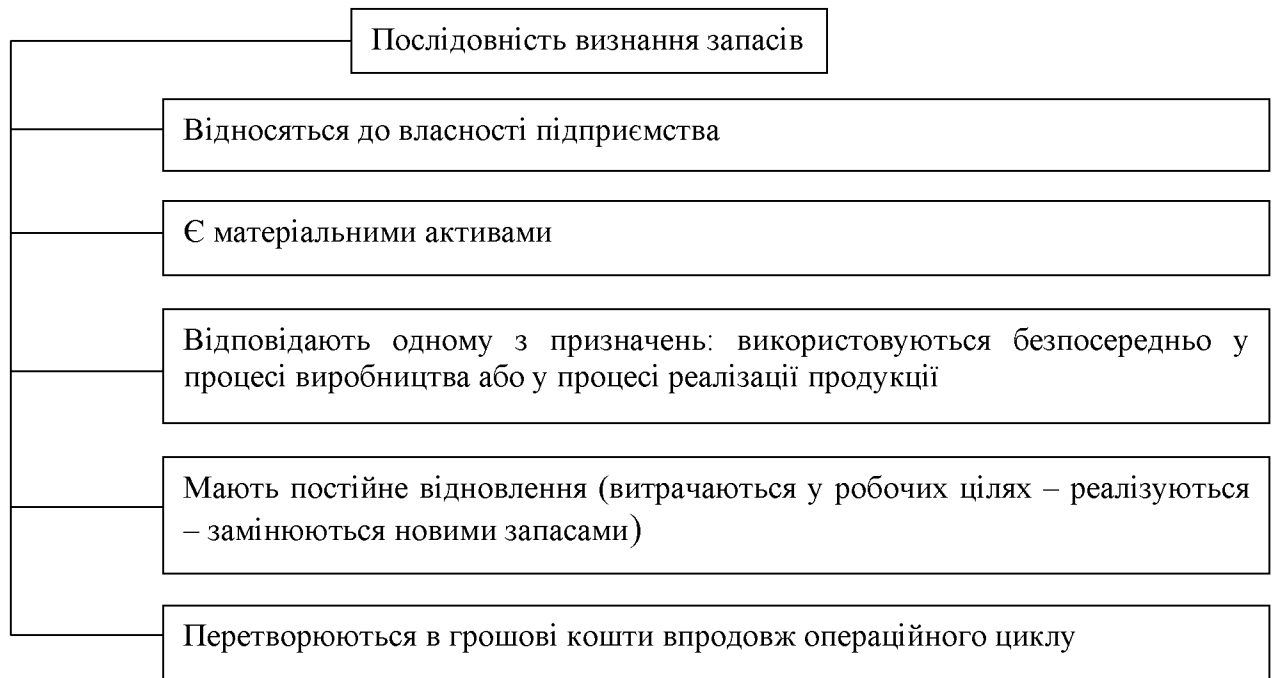 Послідовність визнання запасів
Відносяться до власності підприємства
Є матеріальними активами
Відповідають одному з призначень: використовуються безпосередньо у
процесі виробництва або у процесі реалізації продукції
Мають постійне відновлення (витрачаються у робочих цілях – реалізуються
– замінюються новими запасами)
Перетворюються в грошові кошти впродовж операційного циклу